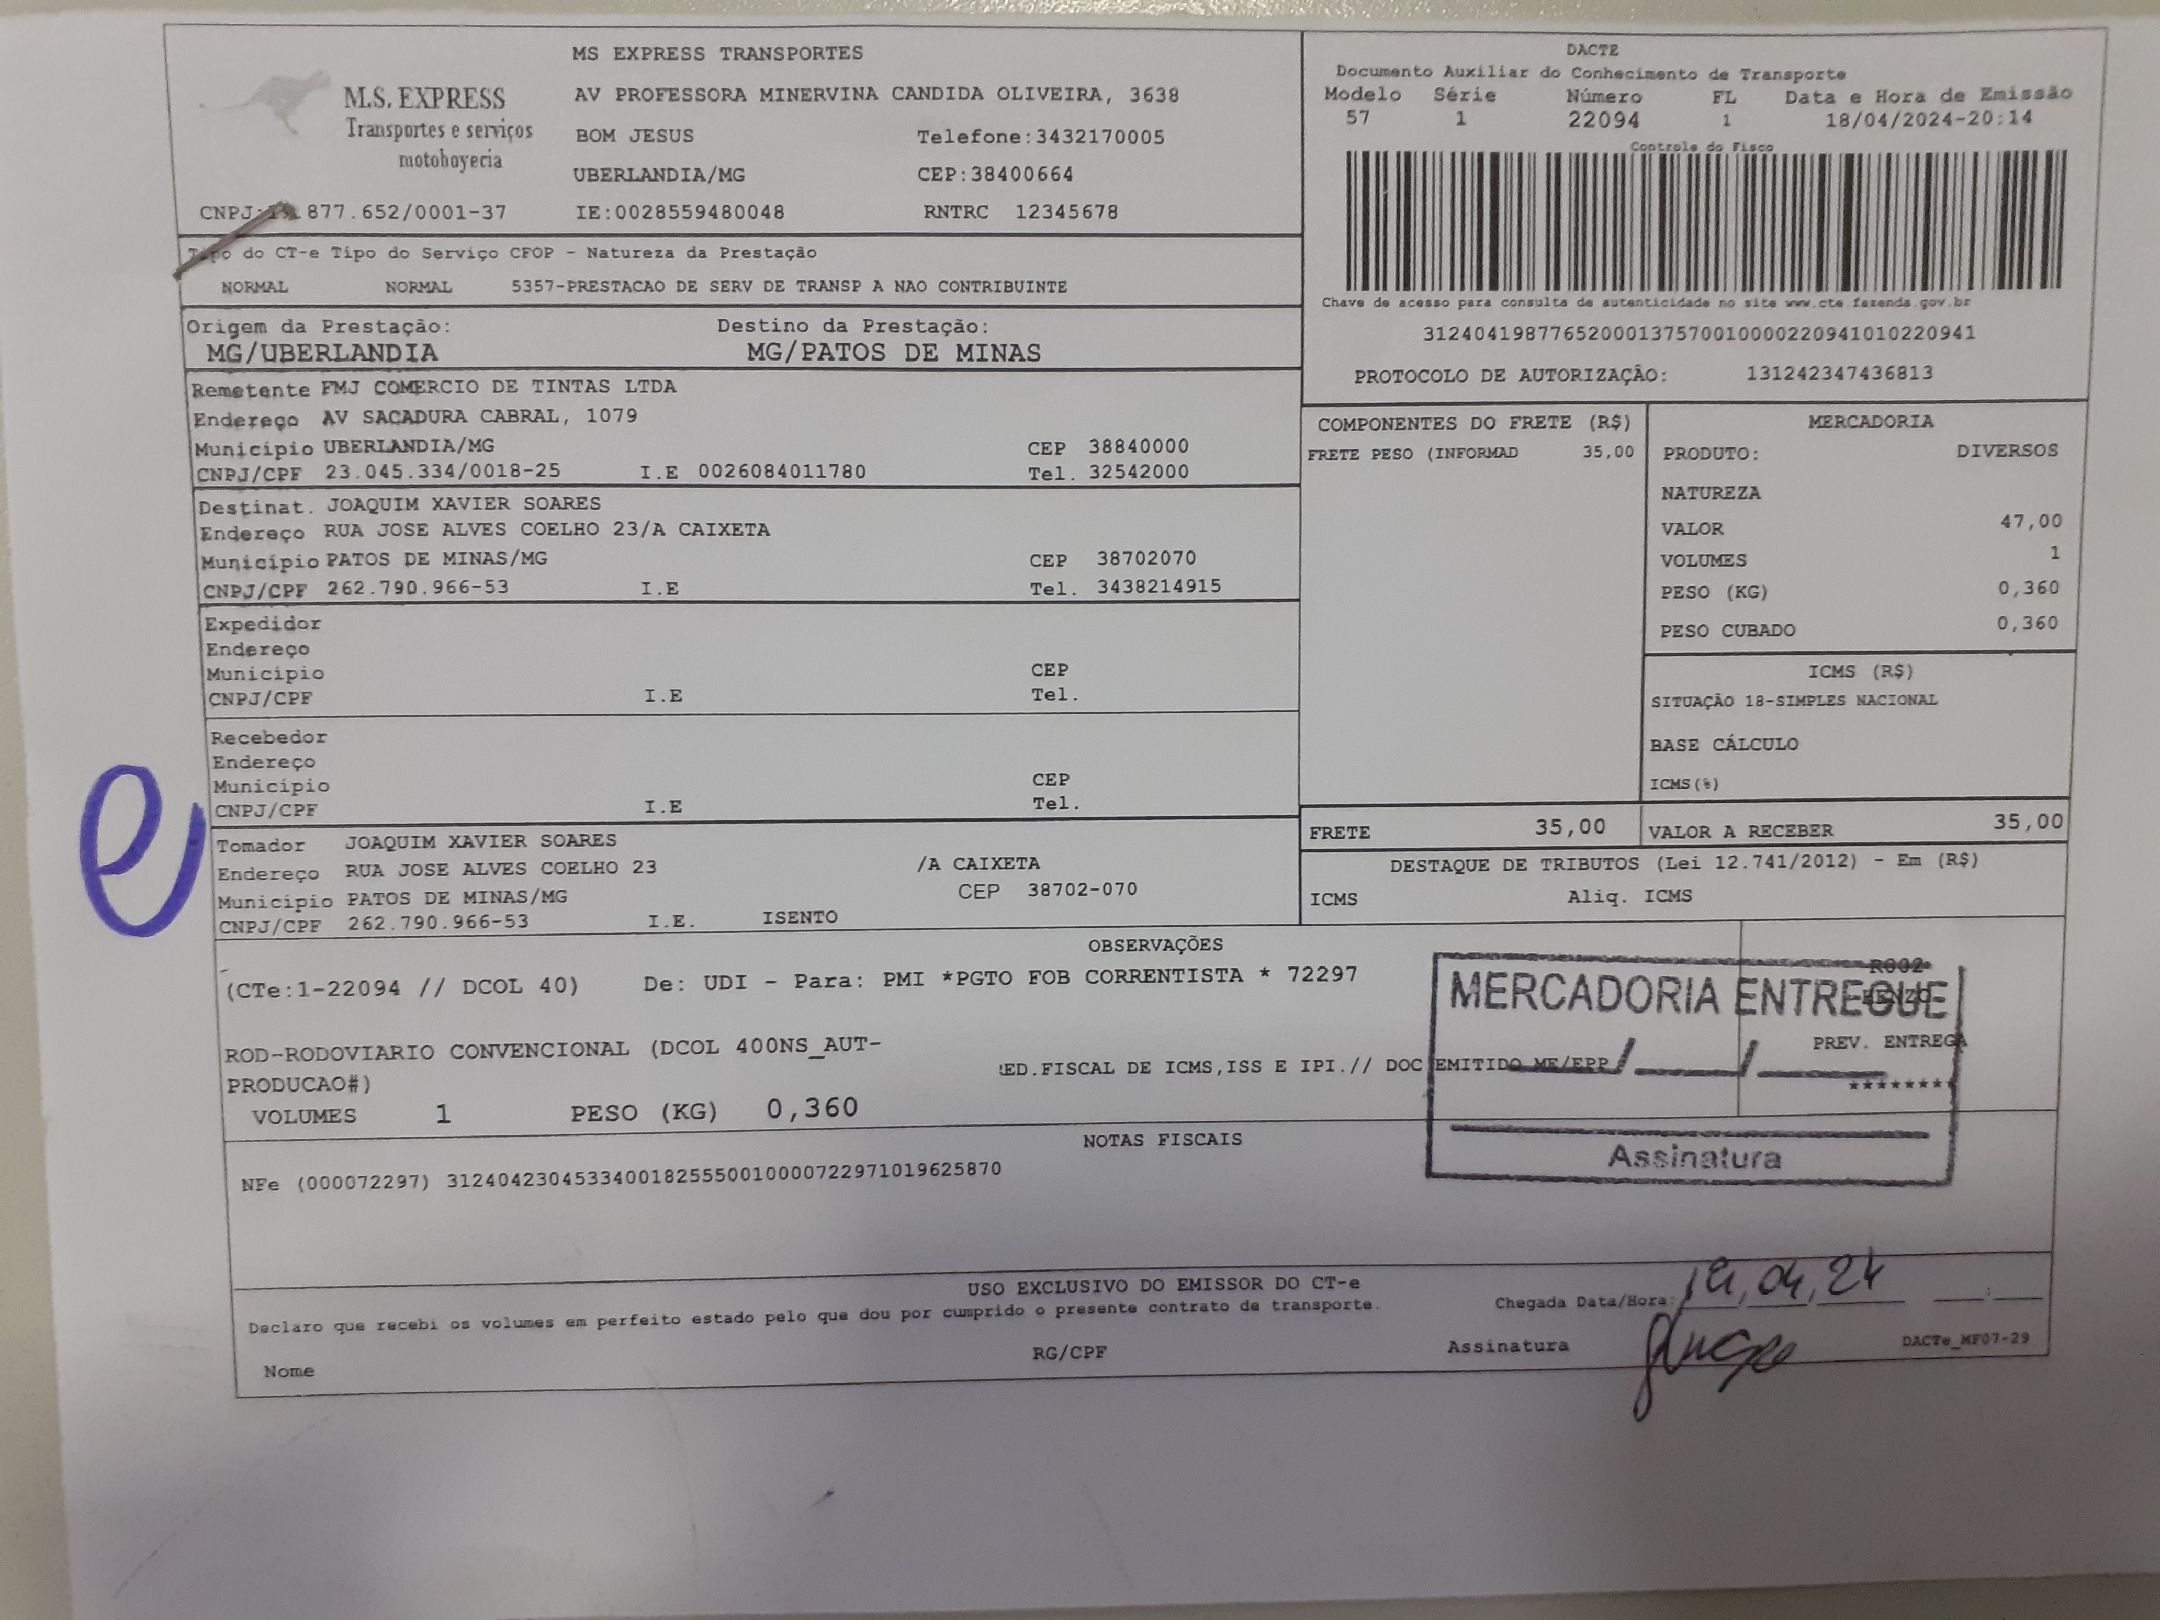 M.S. EXPRESS
Transportes e serviços
motoboyecia
MS EXPRESS TRANSPORTES
AV PROFESSORA MINERVINA CANDIDA OLIVEIRA, 3638
BOM JESUS Telefone:3432170005
UBERLANDIA/MG CEP:38400664
CNPJ: 877.652/0001-37 IE:0028559480048 RNTRC 12345678
DACTE
Documento Auxiliar do Conhecimento de Transporte
Modelo Série Número FL Data e Hora de Emissão
57 1 22094 1 18/04/2024-20:14
Controle do Fisco
Chave de acesso para consulta de autenticidade no site www.cte.fazenda.gov.br
31240419877652000137570010000220941010220941
PROTOCOLO DE AUTORIZAÇÂO: 131242347436813
Tipo do CT-e Tipo do Serviço CFOP - Natureza da Prestação
NORMAL NORMAL 5357-PRESTACAO DE SERV DE TRANSP A NAO CONTRIBUINTE
Origem da Prestação: Destino da Prestação:
MG/UBERLANDIA MG/PATOS DE MINAS
Remetente FMJ COMERCIO DE TINTAS LTDA
Endereço AV SACADURA CABRAL, 1079
Município UBERLANDIA/MG CEP 38840000
CNPJ/CPF 23.045.334/0018-25 I.E 0026084011780 Tel. 32542000
Destinat. JOAQUIM XAVIER SOARES
Endereço RUA JOSE ALVES COELHO 23/A CAIXETA
Município PATOS DE MINAS/MG CEP 38702070
CNPJ/CPF 262.790.966-53 I.E Tel. 3438214915
Expedidor
Endereço
Município CEP
CNPJ/CPF I.E Tel.
Recebedor
Endereço
Município CEP
CNPJ/CPF I.E Tel.
e
Tomador JOAQUIM XAVIER SOARES
Endereço RUA JOSE ALVES COELHO 23 /A CAIXETA
Município PATOS DE MINAS/MG CEP 38702-070
CNPJ/CPF 262.790.966-53 I.E. ISENTO
COMPONENTES DO FRETE (R$)
FRETE PESO (INFORMAD 35,00
MERCADORIA
PRODUTO: DIVERSOS
NATUREZA
VALOR 47,00
VOLUMES 1
PESO (KG) 0,360
PESO CUBADO 0,360
ICMS (R$)
SITUAÇÃO 18-SIMPLES NACIONAL
BASE CÁLCULO
ICMS(%)
FRETE 35,00 VALOR A RECEBER 35,00
DESTAQUE DE TRIBUTOS (Lei 12.741/2012) - Em (R$)
ICMS Aliq. ICMS
OBSERVAÇÕES
(CTe:1-22094 // DCOL 40) De: UDI - Para: PMI *PGTO FOB CORRENTISTA * 72297
R002
MERCADORIA ENTREGUE
ROD-RODOVIARIO CONVENCIONAL (DCOL 400NS_AUT-
PRODUCAO#)
ED.FISCAL DE ICMS,ISS E IPI.// DOC EMITIDO ME/EPP
PREV. ENTREGA
********
VOLUMES 1 PESO (KG) 0,360
Assinatura
NOTAS FISCAIS
NFe (000072297) 31240423045334001825550010000722971019625870
USO EXCLUSIVO DO EMISSOR DO CT-e
Declaro que recebi os volumes em perfeito estado pelo que dou por cumprido o presente contrato de transporte.
Chegada Data/Hora: 19,04,24 :
Nome RG/CPF Assinatura DACTe_MF07-29